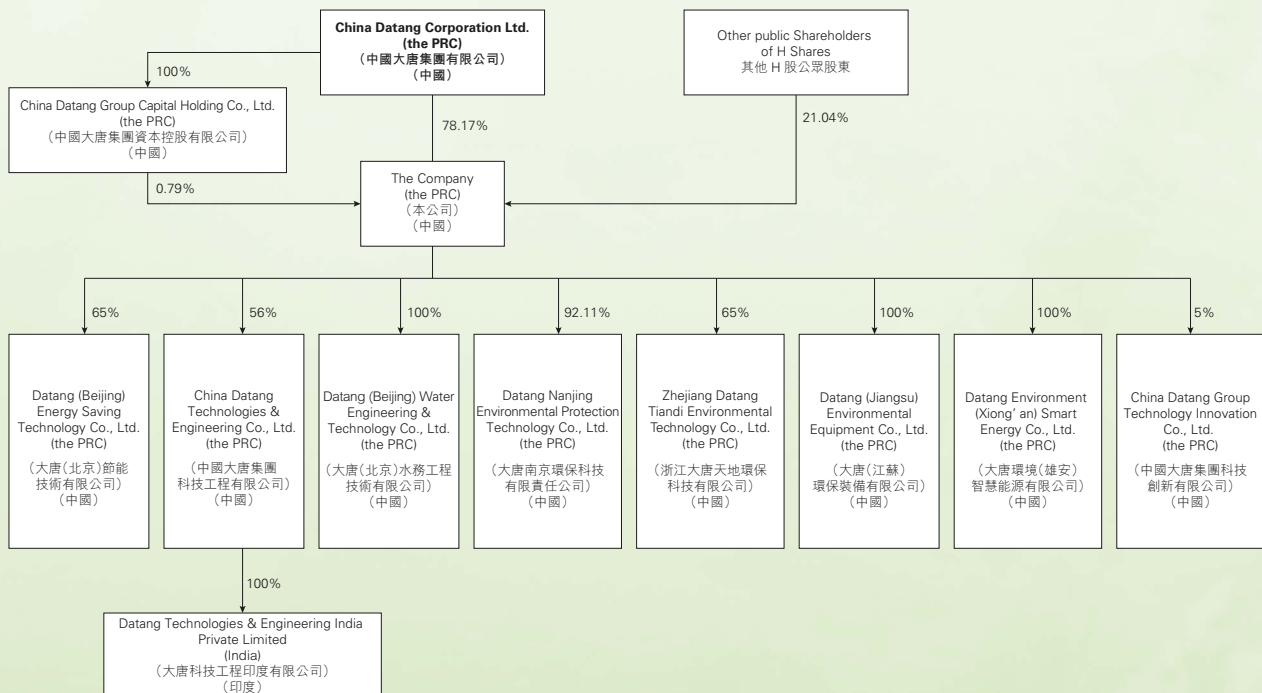 China Datang Corporation Ltd.
(the PRC)
（中國大唐集團有限公司）
（中國）
Other public Shareholders
of H Shares
其他 H 股公眾股東
100%
China Datang Group Capital Holding Co., Ltd.
(the PRC)
（中國大唐集團資本控股有限公司）
（中國）
78.17%
21.04%
0.79%
The Company
(the PRC)
（本公司）
（中國）
65%
56%
100%
92.11%
65%
100%
100%
5%
Datang (Beijing)
Energy Saving
Technology Co., Ltd.
(the PRC)
（大唐（北京）節能
技術有限公司）
（中國）
China Datang
Technologies &
Engineering Co., Ltd.
(the PRC)
（中國大唐集團
科技工程有限公司）
（中國）
Datang (Beijing) Water
Engineering &
Technology Co., Ltd.
(the PRC)
（大唐（北京）水務工程
技術有限公司）
（中國）
Datang Nanjing
Environmental Protection
Technology Co., Ltd.
(the PRC)
（大唐南京環保科技
有限責任公司）
（中國）
Zhejiang Datang
Tiandi Environmental
Technology Co., Ltd.
(the PRC)
（浙江大唐天地環保
科技有限公司）
（中國）
Datang (Jiangsu)
Environmental
Equipment Co., Ltd.
(the PRC)
（大唐（江蘇）
環保裝備有限公司）
（中國）
Datang Environment
(Xiong' an) Smart
Energy Co., Ltd.
(the PRC)
（大唐環境（雄安）
智慧能源有限公司）
（中國）
China Datang Group
Technology Innovation
Co., Ltd.
(the PRC)
（中國大唐集團科技
創新有限公司）
（中國）
100%
Datang Technologies & Engineering India
Private Limited
(India)
（大唐科技工程印度有限公司）
（印度）